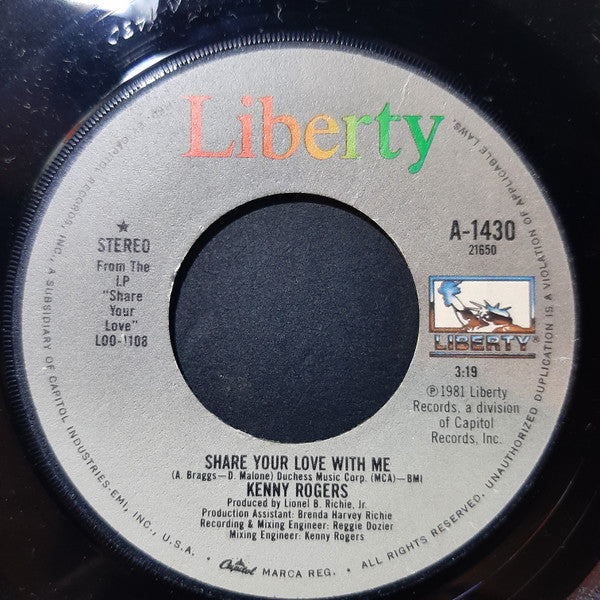 Liberty
★
STEREO
From The
LP
"Share
Your
Love"
LOO-1108
A-1430
21650
LIBERTY®
3:19
℗ 1981 Liberty
Records, a division
of Capitol
Records, Inc.
SHARE YOUR LOVE WITH ME
(A. Braggs—D. Malone) Duchess Music Corp. (MCA)—BMI
KENNY ROGERS
Produced by Lionel B. Richie, Jr.
Production Assistant: Brenda Harvey Richie
Recording & Mixing Engineer: Reggie Dozier
Mixing Engineer: Kenny Rogers
CAPITOL RECORDS, INC., A SUBSIDIARY OF CAPITOL INDUSTRIES-EMI, INC., U.S.A. • Capitol MARCA REG. • ALL RIGHTS RESERVED. UNAUTHORIZED DUPLICATION IS A VIOLATION OF APPLICABLE LAWS.